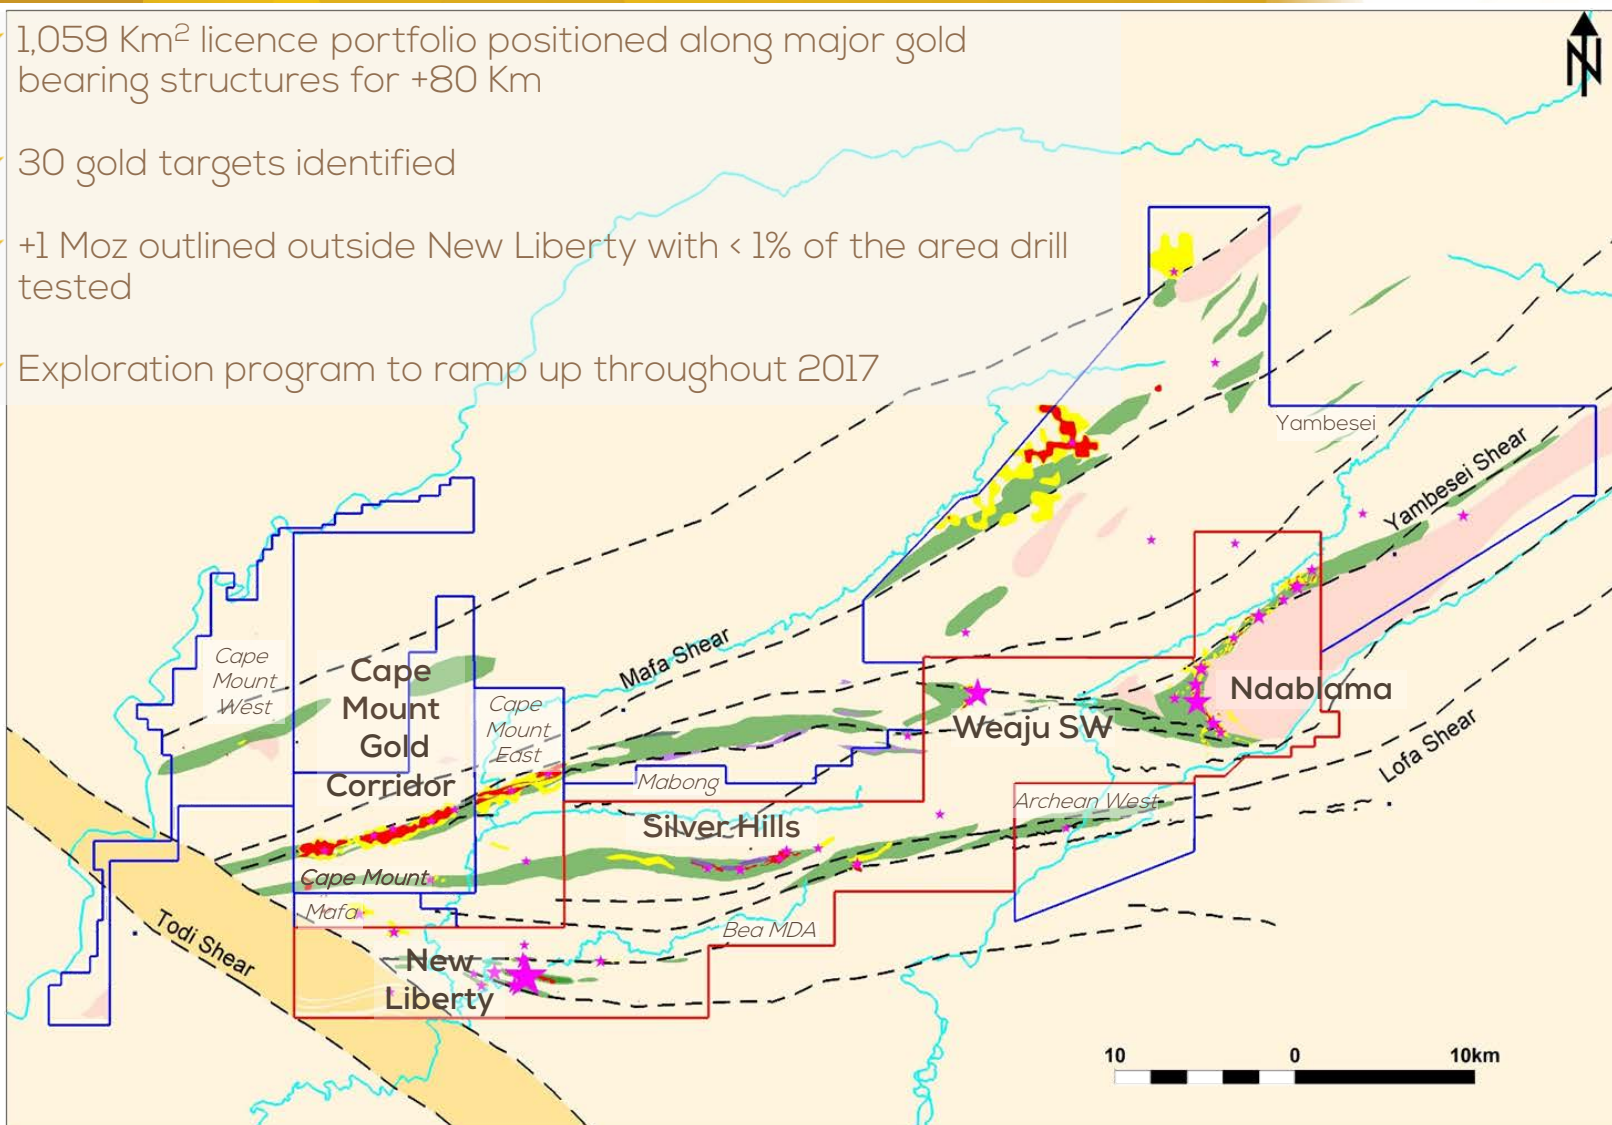 1,059 Km² licence portfolio positioned along major gold
bearing structures for +80 Km
30 gold targets identified
+1 Moz outlined outside New Liberty with < 1% of the area drill
tested
Exploration program to ramp up throughout 2017
N
Yambesei
Yambesei Shear
Mafa Shear
Cape
Mount
West
Cape
Mount
Gold
Corridor
Cape
Mount
East
Ndablama
Weaju SW
Lofa Shear
Mabong
Archean West
Silver Hills
Cape Mount
Mafa
Bea MDA
Todi Shear
New
Liberty
10 0 10km